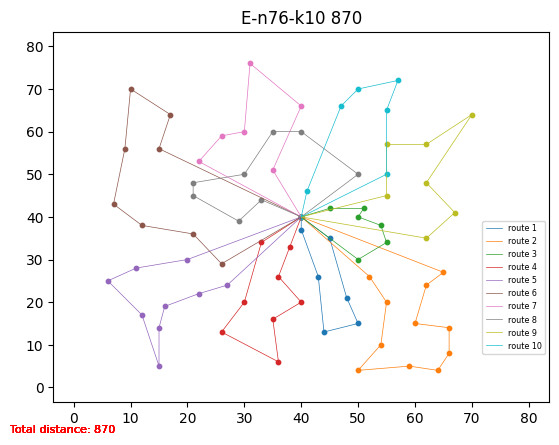 E-n76-k10 870
80
70
60
50
40
30
20
10
0
route 1
route 2
route 3
route 4
route 5
route 6
route 7
route 8
route 9
route 10
0 10 20 30 40 50 60 70 80
Total distance: 870